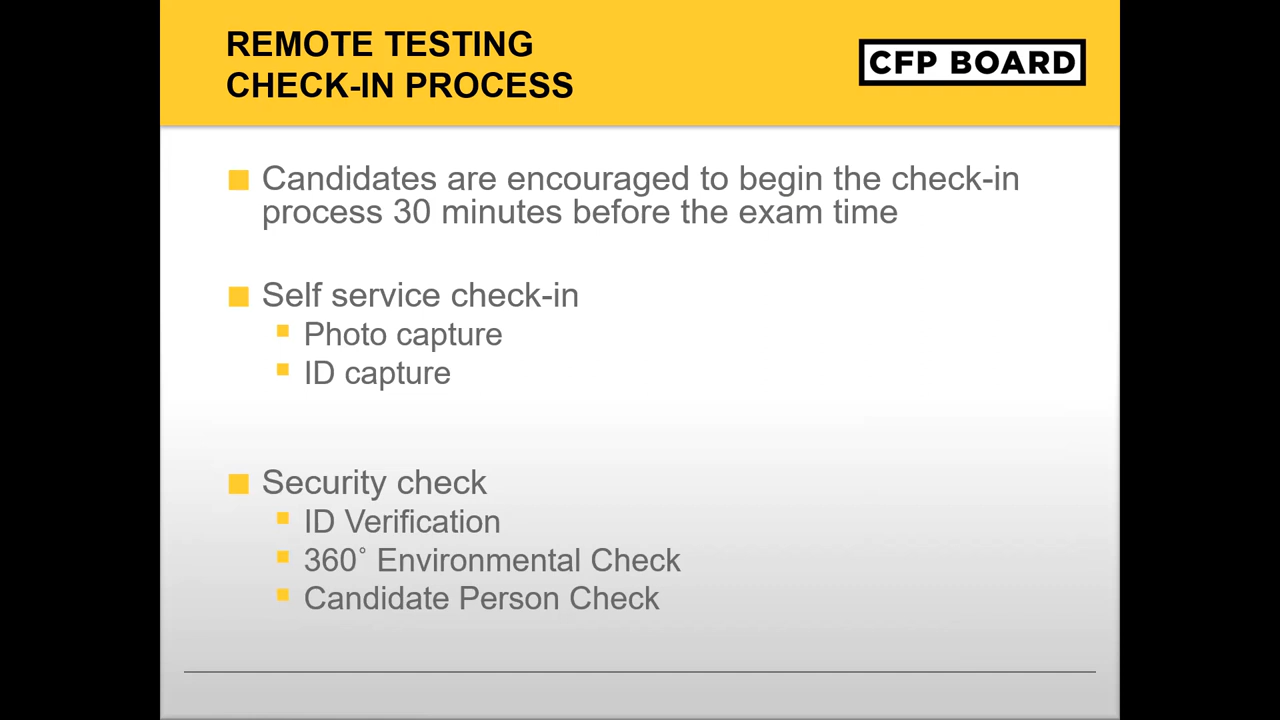 REMOTE TESTING
CHECK-IN PROCESS
CFP BOARD
Candidates are encouraged to begin the check-in
process 30 minutes before the exam time
Self service check-in
Photo capture
ID capture
Security check
ID Verification
360˚ Environmental Check
Candidate Person Check